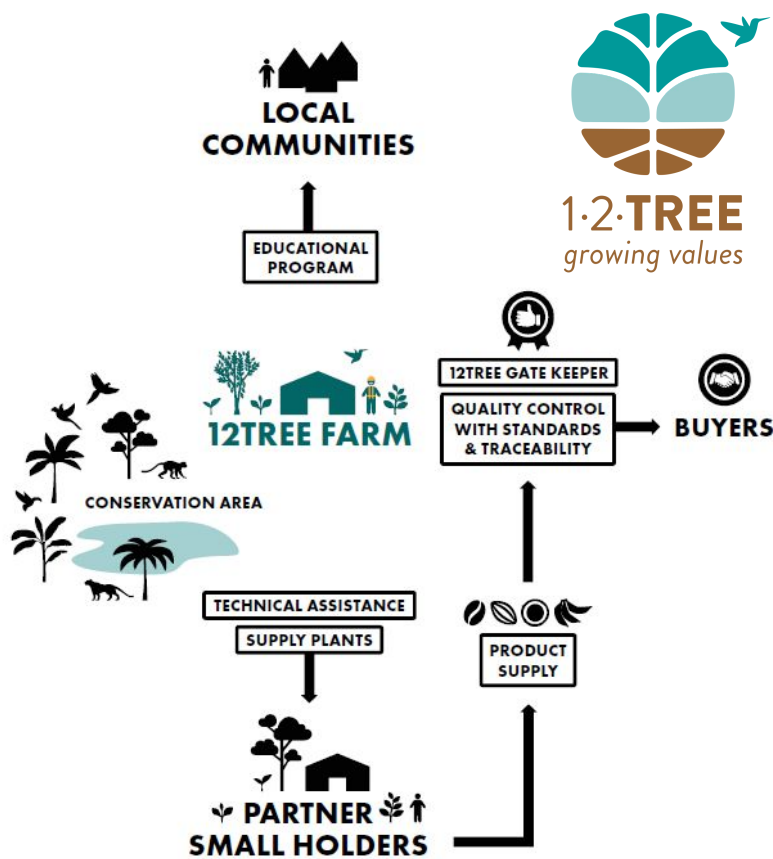 LOCAL
COMMUNITIES
1·2·TREE
growing values
EDUCATIONAL
PROGRAM
12TREE GATE KEEPER
12TREE FARM
QUALITY CONTROL
WITH STANDARDS
& TRACEABILITY
BUYERS
CONSERVATION AREA
TECHNICAL ASSISTANCE
SUPPLY PLANTS
PRODUCT
SUPPLY
PARTNER
SMALL HOLDERS